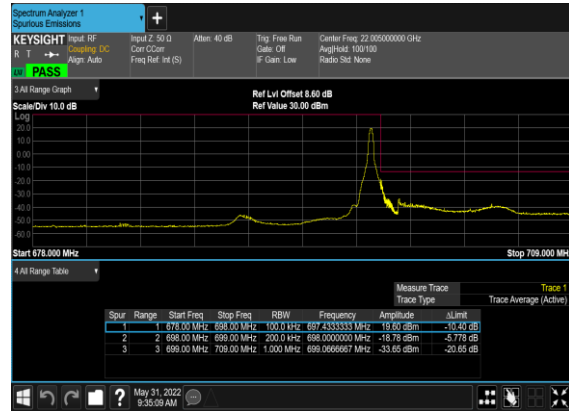 Spectrum Analyzer 1
Spurious Emissions
+
KEYSIGHT
R T
Input: RF
Coupling: DC
Align: Auto
Input Z: 50 Ω
Corr CCorr
Freq Ref: Int (S)
Atten: 40 dB
Trig: Free Run
Gate: Off
IF Gain: Low
Center Freq: 22.005000000 GHz
Avg|Hold: 100/100
Radio Std: None
LW PASS
3 All Range Graph
Scale/Div 10.0 dB
Ref Lvl Offset 8.60 dB
Ref Value 30.00 dBm
Log
20.0
10.0
0.00
-10.0
-20.0
-30.0
-40.0
-50.0
-60.0
Start 678.000 MHz
Stop 709.000 MH
4 All Range Table
Measure Trace Trace 1
Trace Type Trace Average (Active)
Spur Range Start Freq Stop Freq RBW Frequency Amplitude ΔLimit
1 1 678.00 MHz 698.00 MHz 100.0 kHz 697.4333333 MHz 19.60 dBm -10.40 dB
2 2 698.00 MHz 699.00 MHz 200.0 kHz 698.0000000 MHz -18.78 dBm -5.778 dB
3 3 699.00 MHz 709.00 MHz 1.000 MHz 699.0666667 MHz -33.65 dBm -20.65 dB
?
May 31, 2022
9:35:09 AM